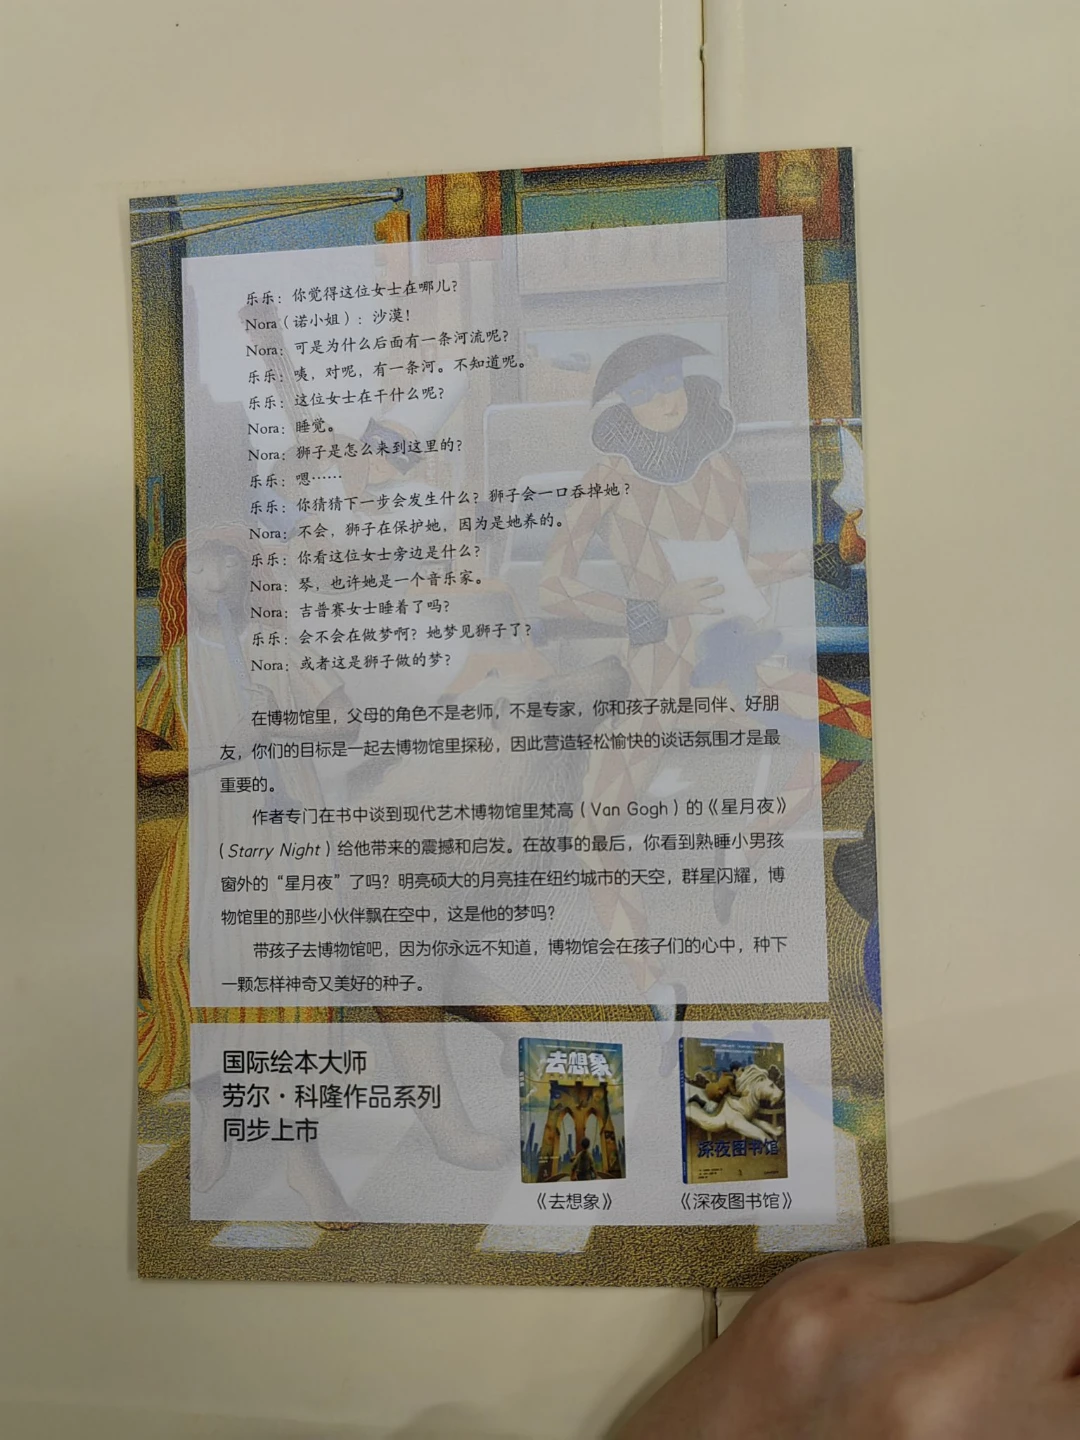 乐乐：你觉得这位女士在哪儿？
Nora（诺小姐）：沙漠！
Nora：可是为什么后面有一条河流呢？
乐乐：咦，对呢，有一条河。不知道呢。
乐乐：这位女士在干什么呢？
Nora：睡觉。
Nora：狮子是怎么来到这里的？
乐乐：嗯……
乐乐：你猜猜下一步会发生什么？狮子会一口吞掉她？
Nora：不会，狮子在保护她，因为是她养的。
乐乐：你看这位女士旁边是什么？
Nora：琴，也许她是一个音乐家。
Nora：吉普赛女士睡着了吗？
乐乐：会不会在做梦啊？她梦见狮子了？
Nora：或者这是狮子做的梦？
在博物馆里，父母的角色不是老师，不是专家，你和孩子就是同伴、好朋
友，你们的目标是一起去博物馆里探秘，因此营造轻松愉快的谈话氛围才是最
重要的。
作者专门在书中谈到现代艺术博物馆里梵高（Van Gogh）的《星月夜》
（Starry Night）给他带来的震撼和启发。在故事的最后，你看到熟睡小男孩
窗外的“星月夜”了吗？明亮硕大的月亮挂在纽约城市的天空，群星闪耀，博
物馆里的那些小伙伴飘在空中，这是他的梦吗？
带孩子去博物馆吧，因为你永远不知道，博物馆会在孩子们的心中，种下
一颗怎样神奇又美好的种子。
国际绘本大师
劳尔·科隆作品系列
同步上市
去想象
深夜图书馆
《去想象》
《深夜图书馆》